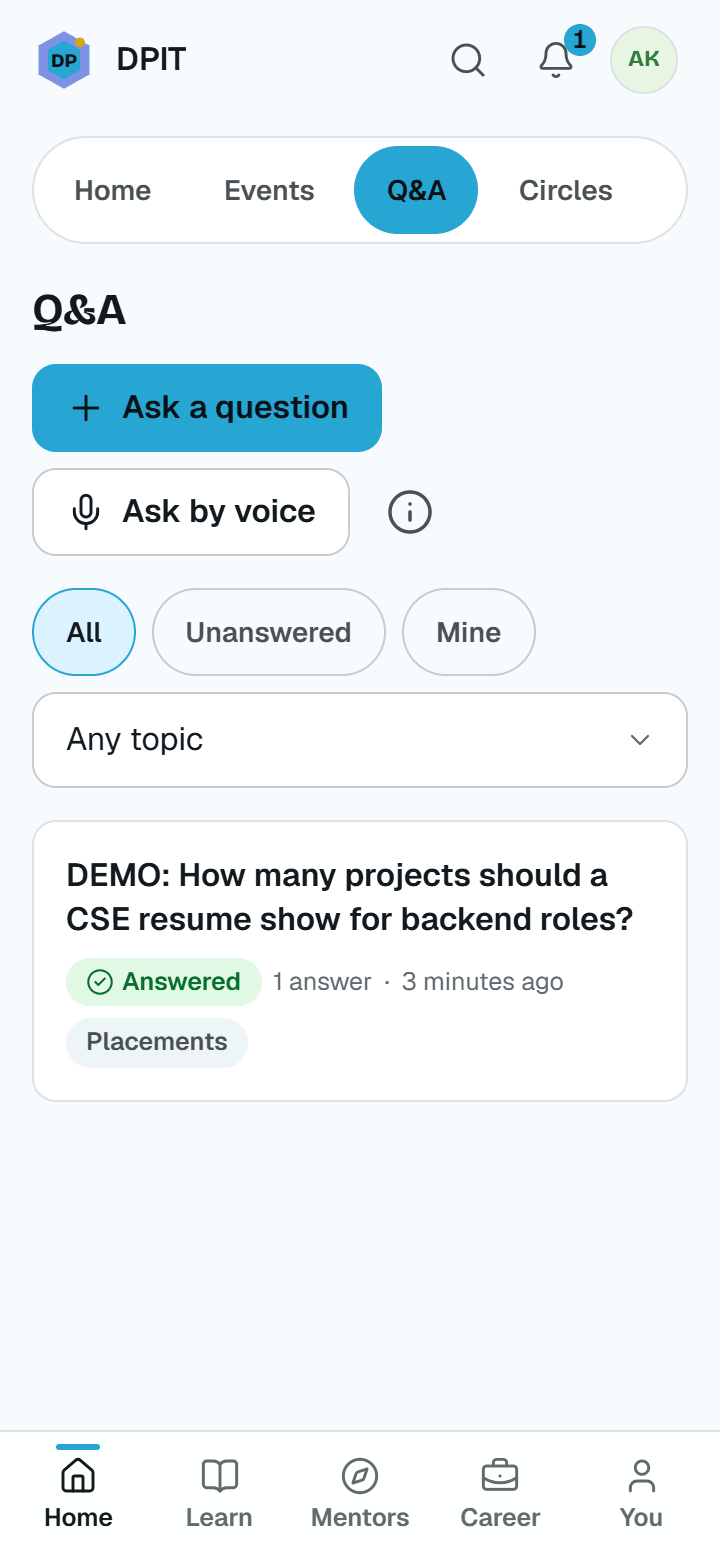 DP
DPIT
1
AK
Home
Events
Q&A
Circles
Q&A
Ask a question
Ask by voice
All
Unanswered
Mine
Any topic
DEMO: How many projects should a
CSE resume show for backend roles?
Answered
1 answer · 3 minutes ago
Placements
Home
Learn
Mentors
Career
You